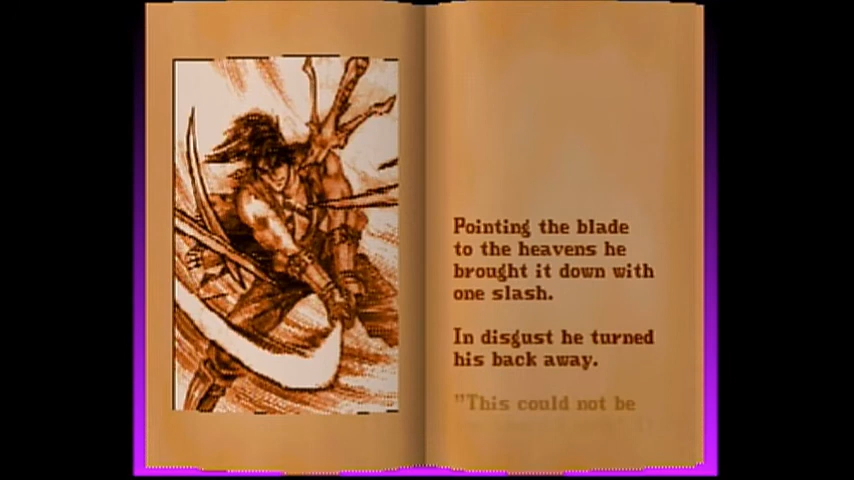 Pointing the blade
to the heavens he
brought it down with
one slash.
In disgust he turned
his back away.
"This could not be